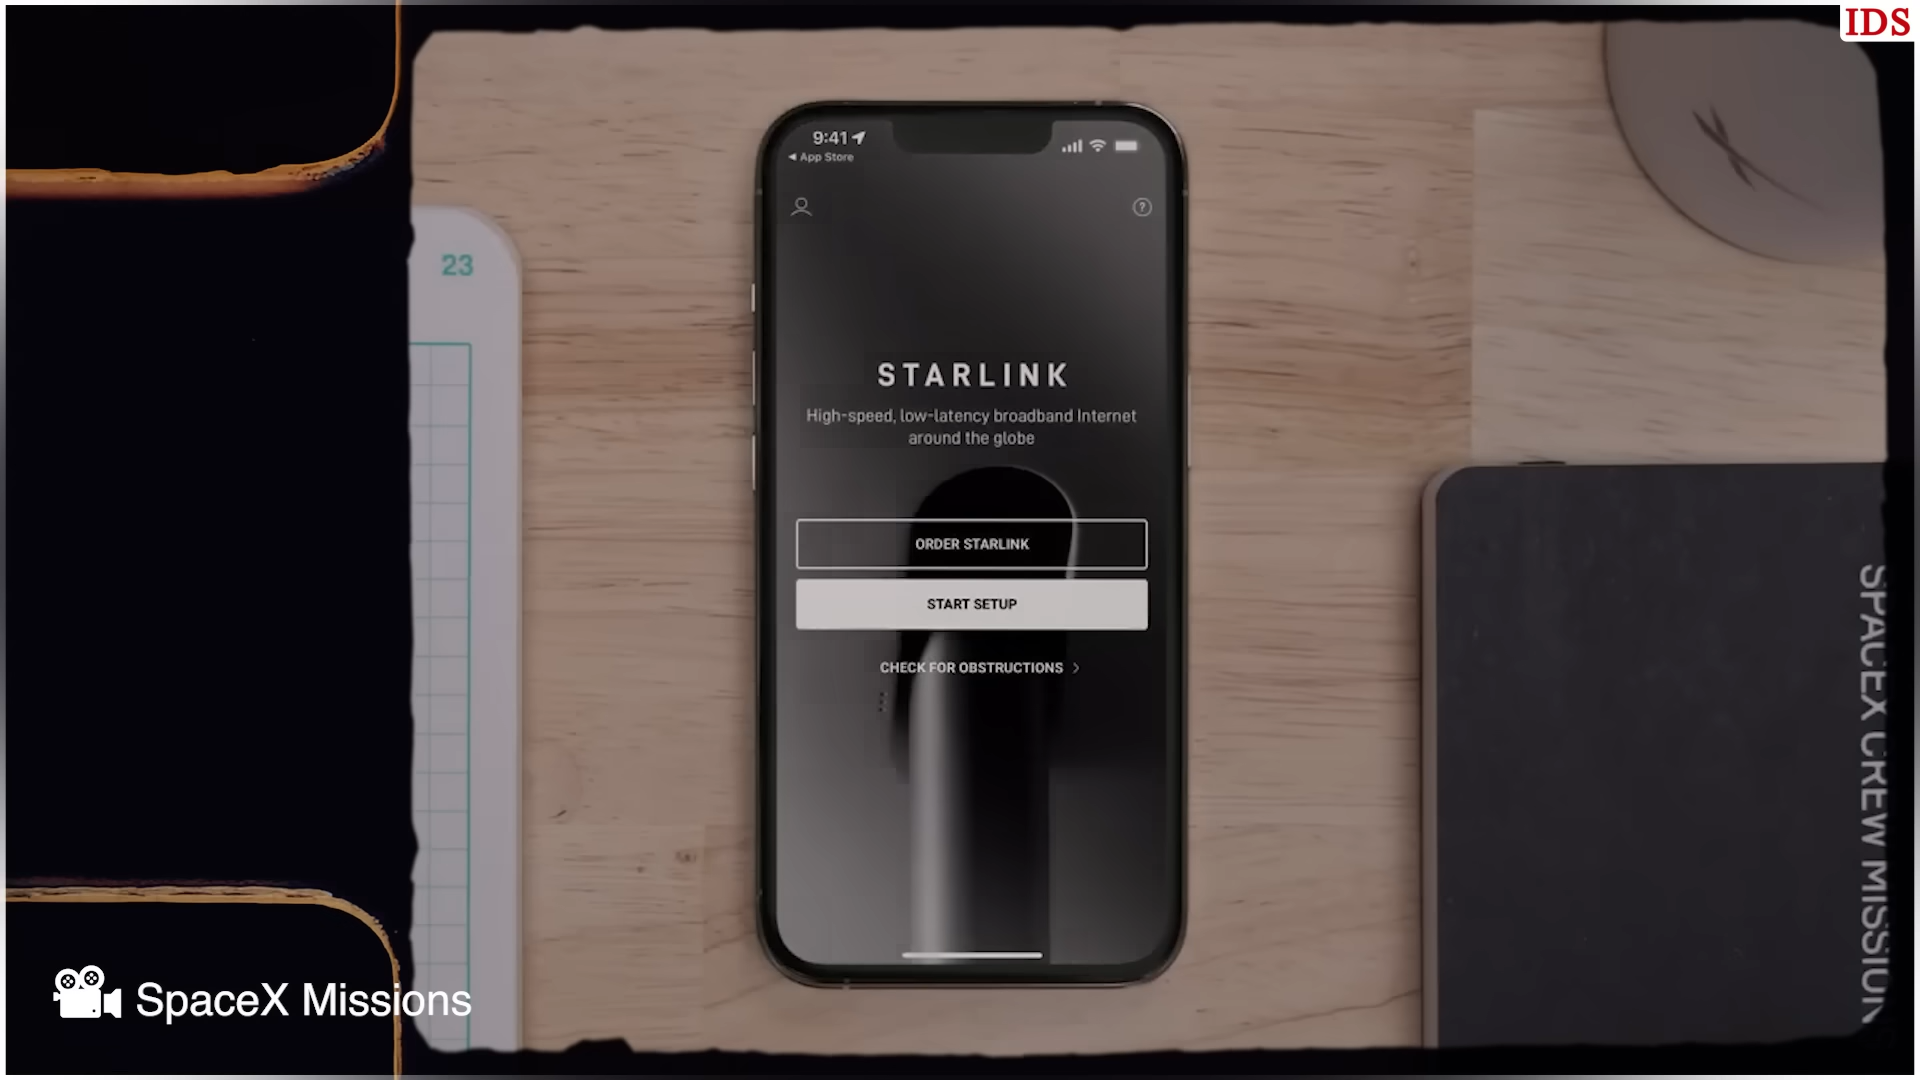 IDS
9:41
App Store
23
STARLINK
High-speed, low-latency broadband Internet
around the globe
ORDER STARLINK
START SETUP
CHECK FOR OBSTRUCTIONS
SPACEX CREW MISSION
SpaceX Missions